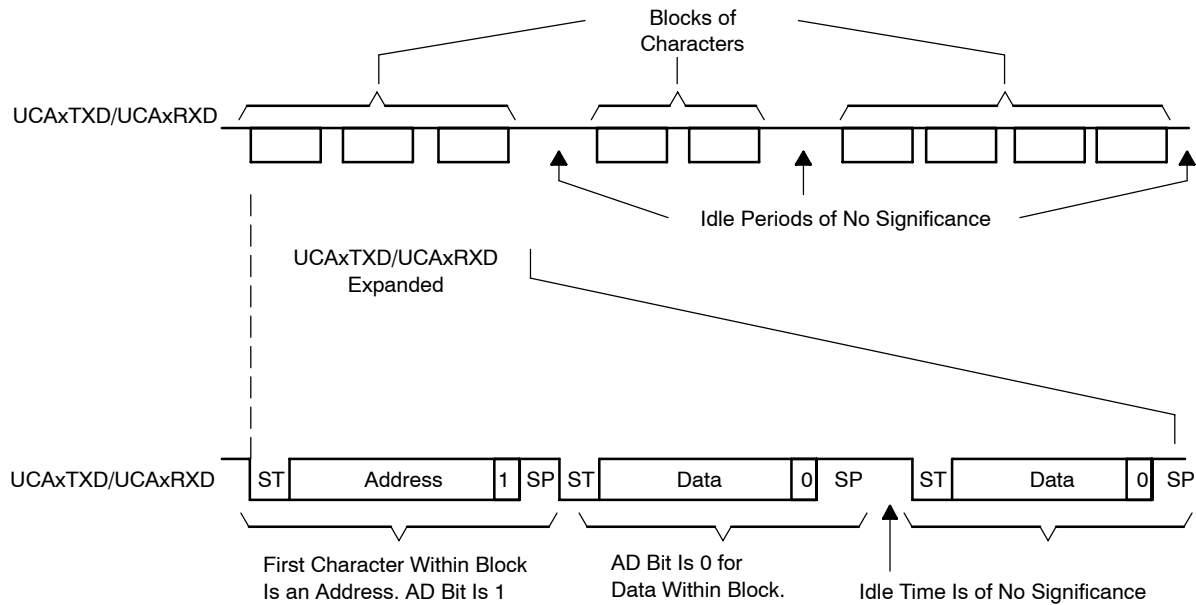 Blocks of
Characters
UCAxTXD/UCAxRXD
Idle Periods of No Significance
UCAxTXD/UCAxRXD
Expanded
UCAxTXD/UCAxRXD
ST
Address
1
SP
ST
Data
0
SP
ST
Data
0
SP
First Character Within Block
Is an Address. AD Bit Is 1
AD Bit Is 0 for
Data Within Block.
Idle Time Is of No Significance